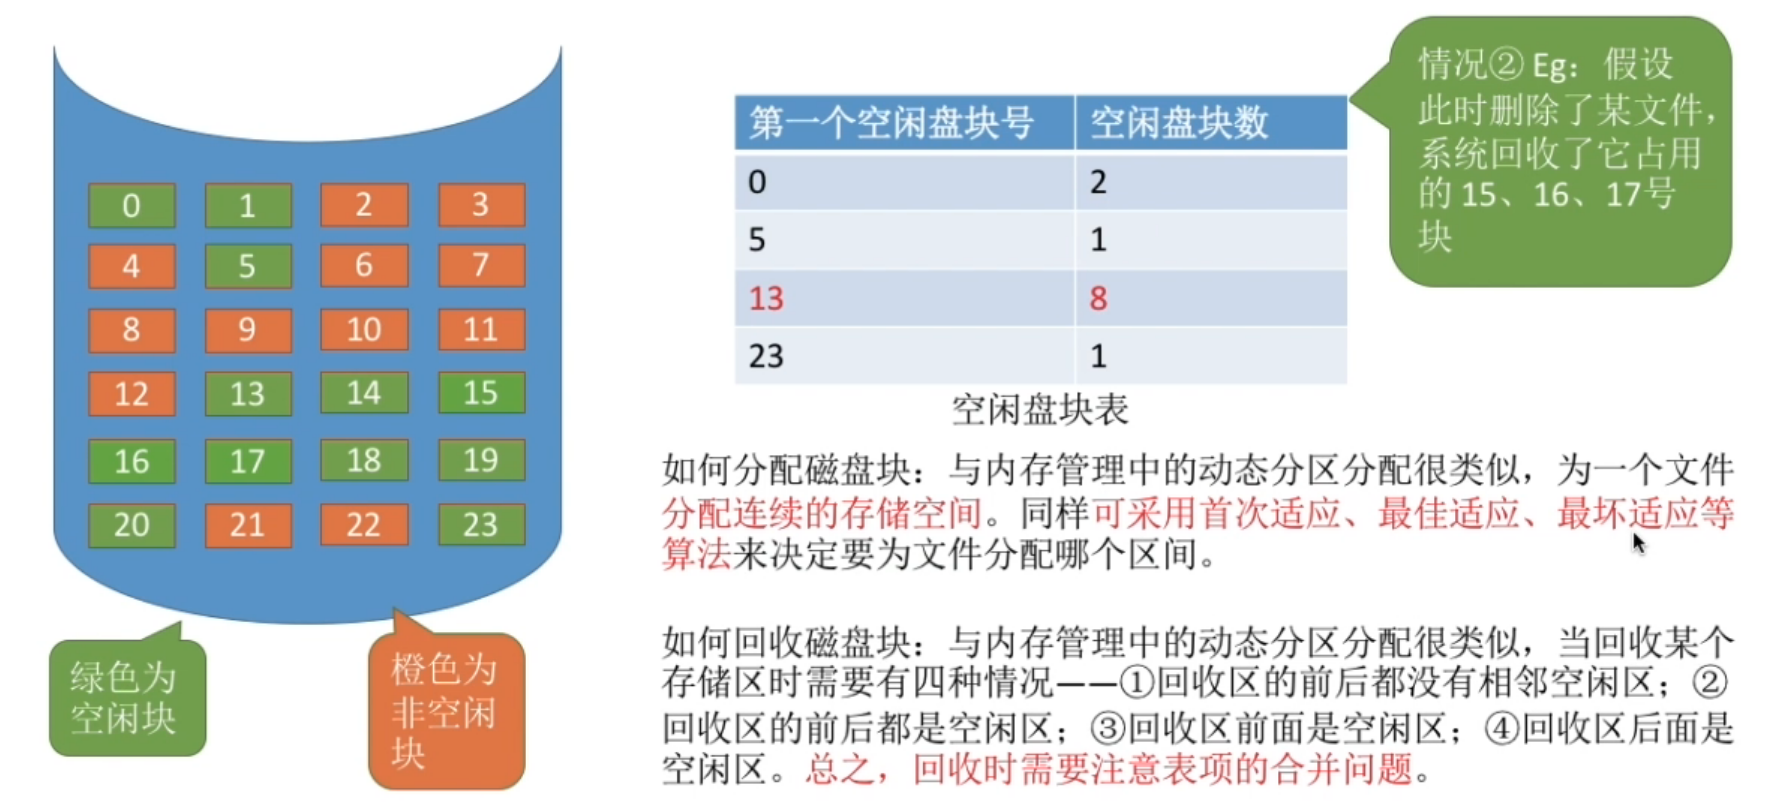 0 1 2 3
4 5 6 7
8 9 10 11
12 13 14 15
16 17 18 19
20 21 22 23
绿色为
空闲块
橙色为
非空闲
块
第一个空闲盘块号 空闲盘块数
0 2
5 1
13 8
23 1
空闲盘块表
情况② Eg：假设
此时删除了某文件，
系统回收了它占用
的 15、16、17号
块
如何分配磁盘块：与内存管理中的动态分区分配很类似，为一个文件
分配连续的存储空间。同样可采用首次适应、最佳适应、最坏适应等
算法来决定要为文件分配哪个区间。
如何回收磁盘块：与内存管理中的动态分区分配很类似，当回收某个
存储区时需要有四种情况——①回收区的前后都没有相邻空闲区；②
回收区的前后都是空闲区；③回收区前面是空闲区；④回收区后面是
空闲区。总之，回收时需要注意表项的合并问题。